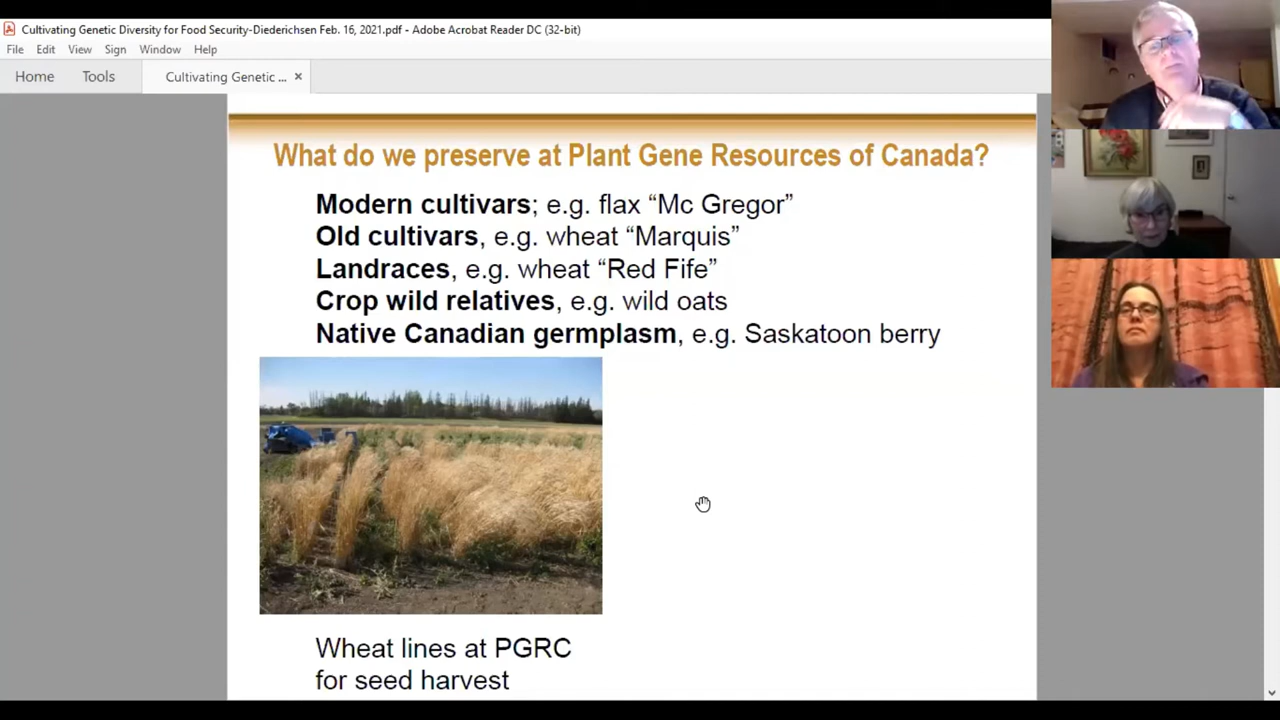 Cultivating Genetic Diversity for Food Security-Diederichsen Feb. 16, 2021.pdf - Adobe Acrobat Reader DC (32-bit)
File Edit View Sign Window Help
Home Tools Cultivating Genetic ... ×
What do we preserve at Plant Gene Resources of Canada?
Modern cultivars; e.g. flax “Mc Gregor”
Old cultivars, e.g. wheat “Marquis”
Landraces, e.g. wheat “Red Fife”
Crop wild relatives, e.g. wild oats
Native Canadian germplasm, e.g. Saskatoon berry
Wheat lines at PGRC
for seed harvest